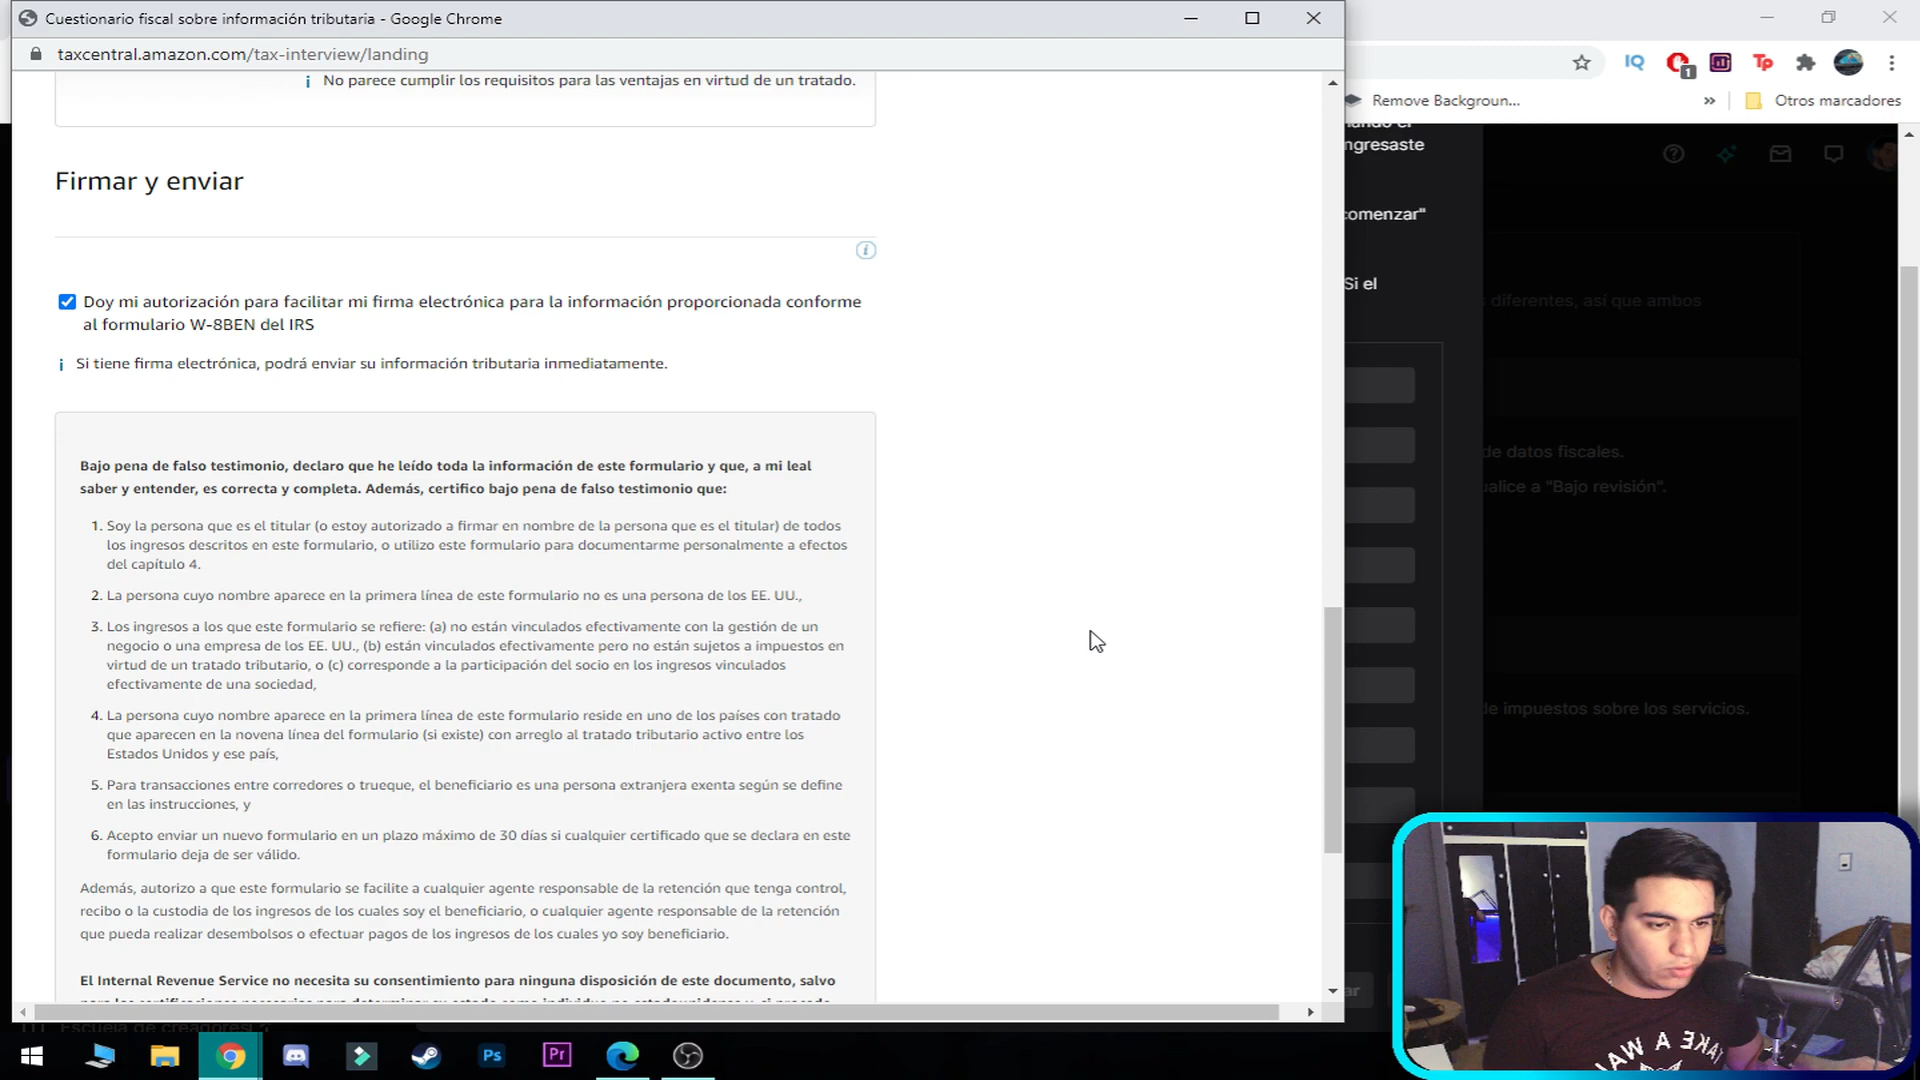 Cuestionario fiscal sobre información tributaria - Google Chrome
taxcentral.amazon.com/tax-interview/landing
i No parece cumplir los requisitos para las ventajas en virtud de un tratado.
Firmar y enviar
i
Doy mi autorización para facilitar mi firma electrónica para la información proporcionada conforme
al formulario W-8BEN del IRS
i Si tiene firma electrónica, podrá enviar su información tributaria inmediatamente.
Bajo pena de falso testimonio, declaro que he leído toda la información de este formulario y que, a mi leal
saber y entender, es correcta y completa. Además, certifico bajo pena de falso testimonio que:
1. Soy la persona que es el titular (o estoy autorizado a firmar en nombre de la persona que es el titular) de todos
los ingresos descritos en este formulario, o utilizo este formulario para documentarme personalmente a efectos
del capítulo 4.
2. La persona cuyo nombre aparece en la primera línea de este formulario no es una persona de los EE. UU.,
3. Los ingresos a los que este formulario se refiere: (a) no están vinculados efectivamente con la gestión de un
negocio o una empresa de los EE. UU., (b) están vinculados efectivamente pero no están sujetos a impuestos en
virtud de un tratado tributario, o (c) corresponde a la participación del socio en los ingresos vinculados
efectivamente de una sociedad,
4. La persona cuyo nombre aparece en la primera línea de este formulario reside en uno de los países con tratado
que aparecen en la novena línea del formulario (si existe) con arreglo al tratado tributario activo entre los
Estados Unidos y ese país,
5. Para transacciones entre corredores o trueque, el beneficiario es una persona extranjera exenta según se define
en las instrucciones, y
6. Acepto enviar un nuevo formulario en un plazo máximo de 30 días si cualquier certificado que se declara en este
formulario deja de ser válido.
Además, autorizo a que este formulario se facilite a cualquier agente responsable de la retención que tenga control,
recibo o la custodia de los ingresos de los cuales soy el beneficiario, o cualquier agente responsable de la retención
que pueda realizar desembolsos o efectuar pagos de los ingresos de los cuales yo soy beneficiario.
El Internal Revenue Service no necesita su consentimiento para ninguna disposición de este documento, salvo
IQ
1
Tp
Remove Backgroun...
»
Otros marcadores
ngresaste
comenzar"
Si el
diferentes, así que ambos
de datos fiscales.
ualice a "Bajo revisión".
de impuestos sobre los servicios.
ar
Escuela de creadores
Ps
Pr
TAKE A
WA